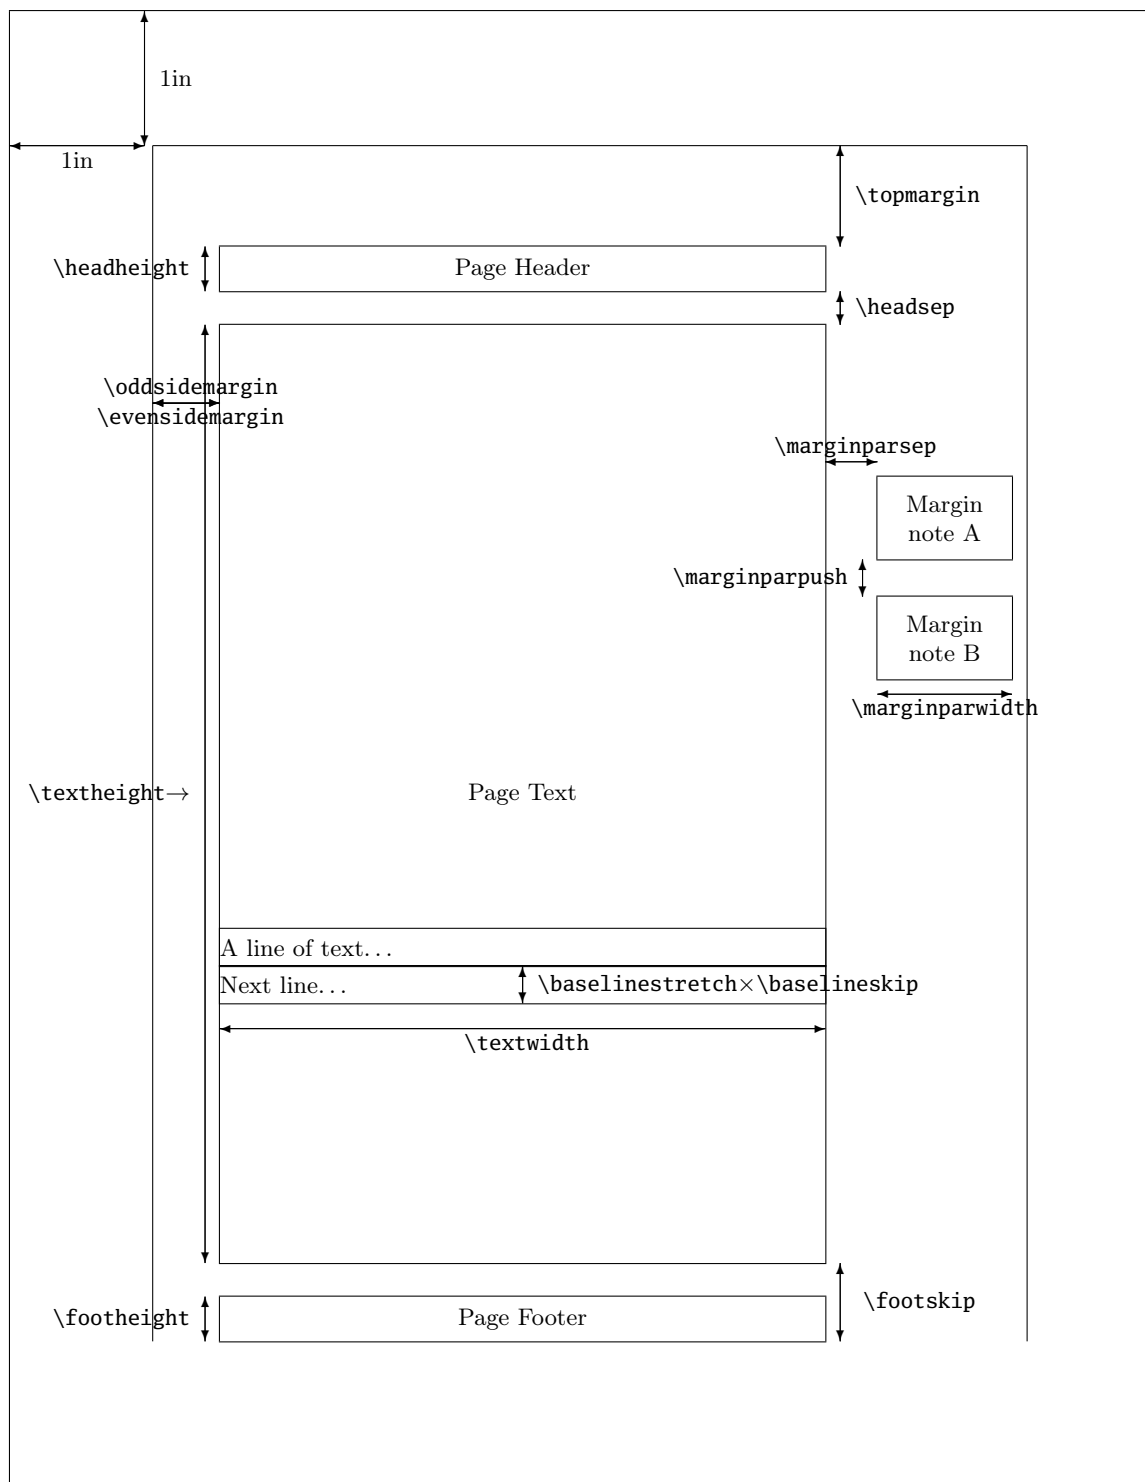 1in
1in
\topmargin
\headheight
Page Header
\headsep
\oddsidemargin
\evensidemargin
\marginparsep
Margin
note A
\marginparpush
Margin
note B
\marginparwidth
\textheight→
Page Text
A line of text...
Next line...
\baselinestretch×\baselineskip
\textwidth
\footskip
\footheight
Page Footer